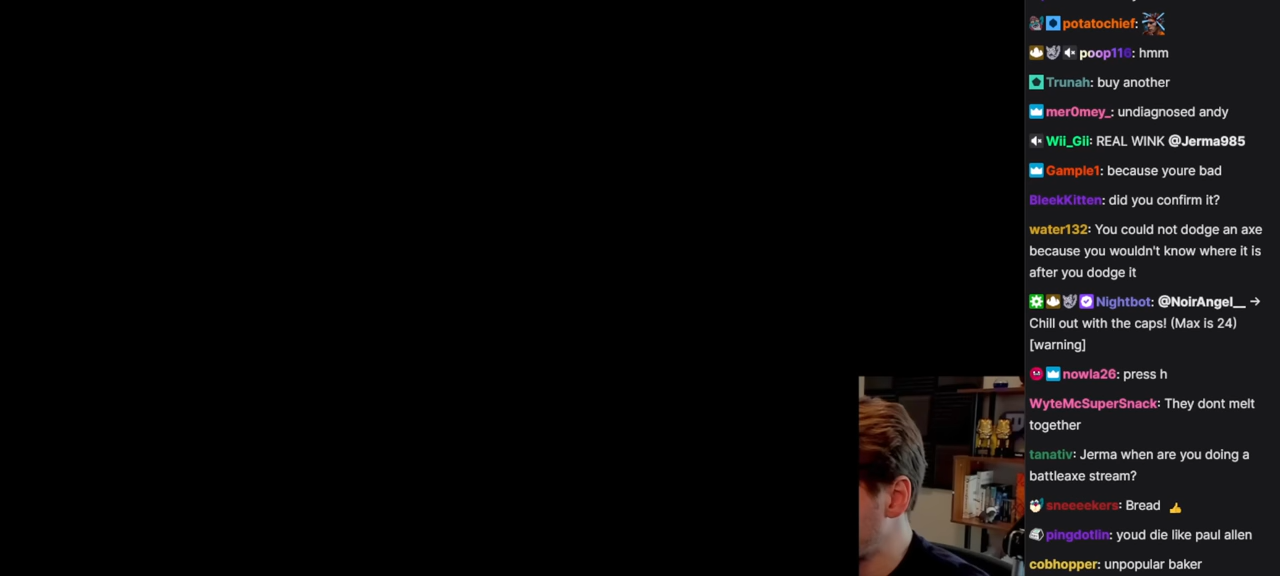 potatochief:
poop116: hmm
Trunah: buy another
mer0mey_: undiagnosed andy
Wii_Gii: REAL WINK @Jerma985
Gample1: because youre bad
BleekKitten: did you confirm it?
water132: You could not dodge an axe
because you wouldn't know where it is
after you dodge it
Nightbot: @NoirAngel__ →
Chill out with the caps! (Max is 24)
[warning]
nowla26: press h
WyteMcSuperSnack: They dont melt
together
tanativ: Jerma when are you doing a
battleaxe stream?
sneeeekers: Bread 👍
pingdotlin: youd die like paul allen
cobhopper: unpopular baker